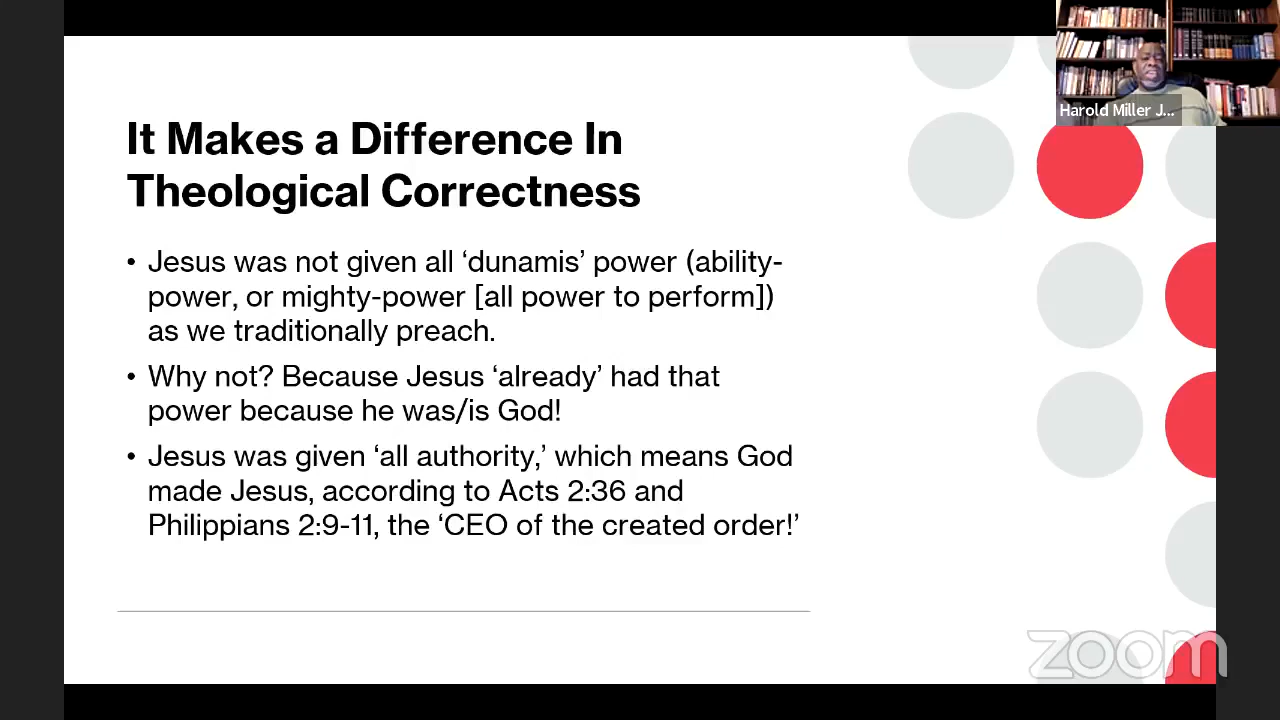 Harold Miller J...
It Makes a Difference In
Theological Correctness
• Jesus was not given all ‘dunamis’ power (ability-
power, or mighty-power [all power to perform])
as we traditionally preach.
• Why not? Because Jesus ‘already’ had that
power because he was/is God!
• Jesus was given ‘all authority,’ which means God
made Jesus, according to Acts 2:36 and
Philippians 2:9-11, the ‘CEO of the created order!’
zoom